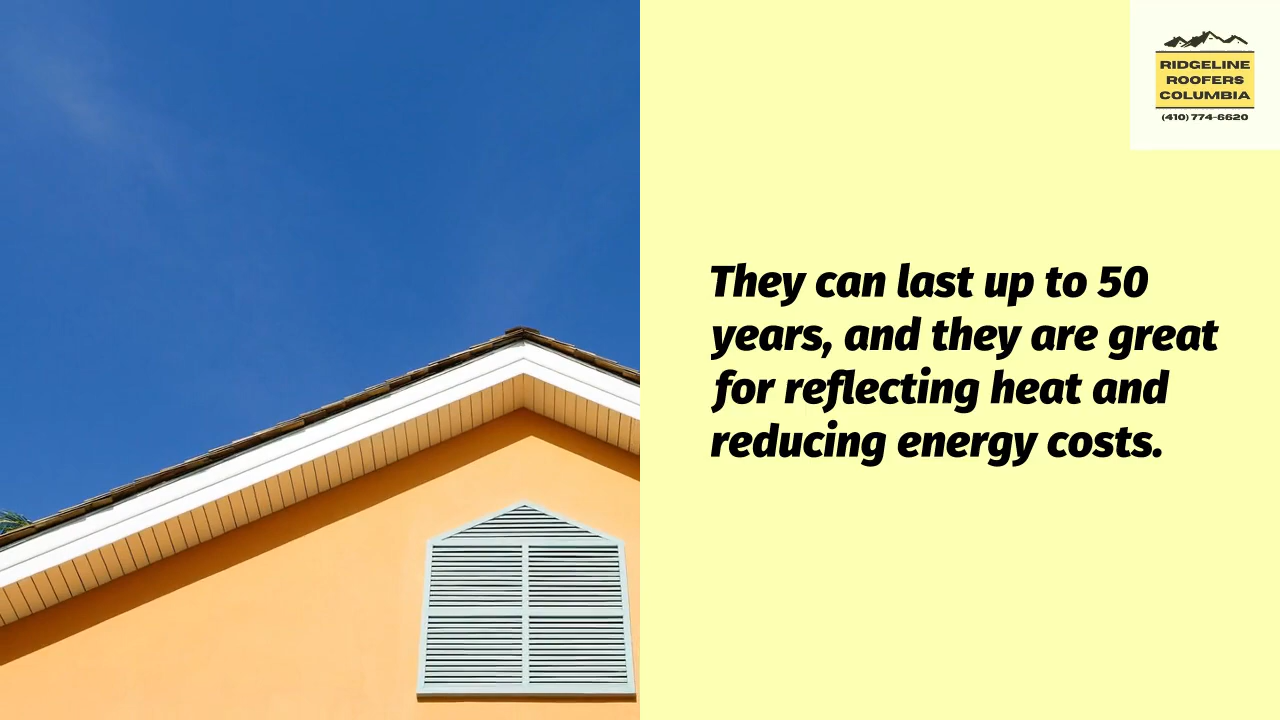 RIDGELINE
ROOFERS
COLUMBIA
(410) 774-6620
They can last up to 50
years, and they are great
for reflecting heat and
reducing energy costs.